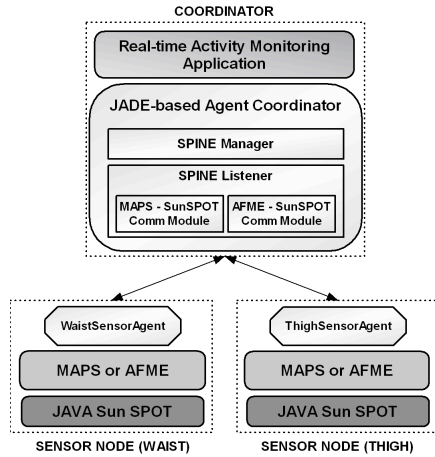 COORDINATOR
Real-time Activity Monitoring
Application
JADE-based Agent Coordinator
SPINE Manager
SPINE Listener
MAPS - SunSPOT
Comm Module
AFME - SunSPOT
Comm Module
WaistSensorAgent
MAPS or AFME
JAVA Sun SPOT
SENSOR NODE (WAIST)
ThighSensorAgent
MAPS or AFME
JAVA Sun SPOT
SENSOR NODE (THIGH)